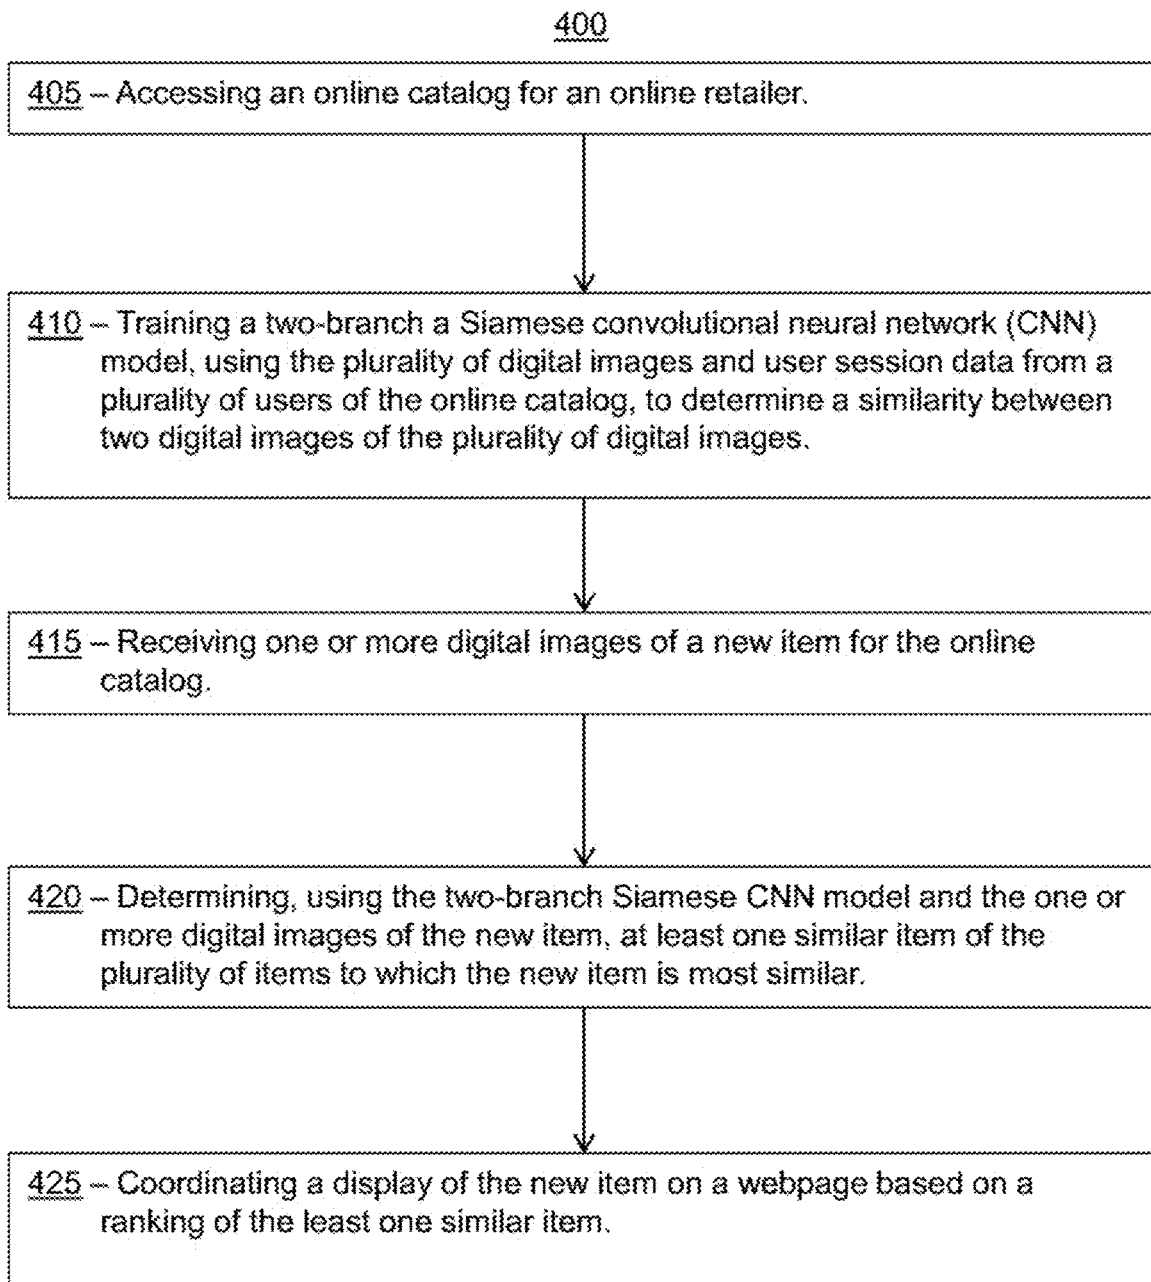 400
405 – Accessing an online catalog for an online retailer.
410 – Training a two-branch a Siamese convolutional neural network (CNN)
model, using the plurality of digital images and user session data from a
plurality of users of the online catalog, to determine a similarity between
two digital images of the plurality of digital images.
415 – Receiving one or more digital images of a new item for the online
catalog.
420 – Determining, using the two-branch Siamese CNN model and the one or
more digital images of the new item, at least one similar item of the
plurality of items to which the new item is most similar.
425 – Coordinating a display of the new item on a webpage based on a
ranking of the least one similar item.